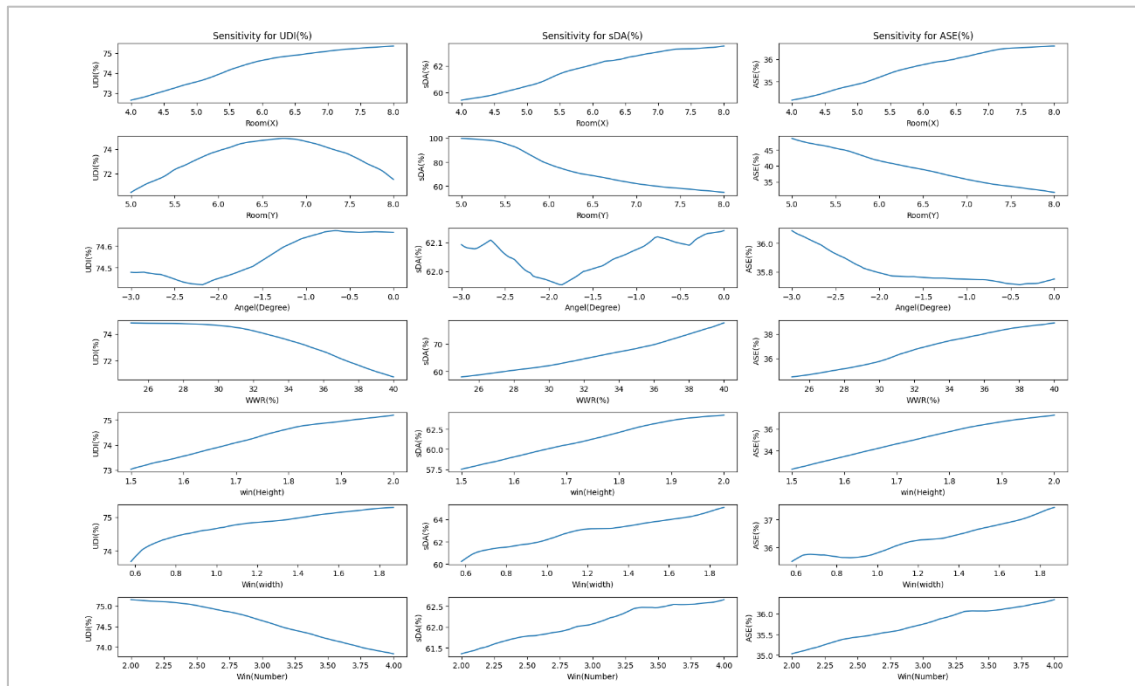 Sensitivity for UDI(%) Sensitivity for sDA(%) Sensitivity for ASE(%)
UDI(%) 75 74 73
4.0 4.5 5.0 5.5 6.0 6.5 7.0 7.5 8.0
Room(X)
sDA(%) 62 60
4.0 4.5 5.0 5.5 6.0 6.5 7.0 7.5 8.0
Room(X)
ASE(%) 36 35
4.0 4.5 5.0 5.5 6.0 6.5 7.0 7.5 8.0
Room(X)
UDI(%) 74 72
5.0 5.5 6.0 6.5 7.0 7.5 8.0
Room(Y)
sDA(%) 100 80 60
5.0 5.5 6.0 6.5 7.0 7.5 8.0
Room(Y)
ASE(%) 45 40 35
5.0 5.5 6.0 6.5 7.0 7.5 8.0
Room(Y)
UDI(%) 74.6 74.5
−3.0 −2.5 −2.0 −1.5 −1.0 −0.5 0.0
Angel(Degree)
sDA(%) 62.1 62.0
−3.0 −2.5 −2.0 −1.5 −1.0 −0.5 0.0
Angel(Degree)
ASE(%) 36.0 35.8
−3.0 −2.5 −2.0 −1.5 −1.0 −0.5 0.0
Angel(Degree)
UDI(%) 74 72
26 28 30 32 34 36 38 40
WWR(%)
sDA(%) 70 60
26 28 30 32 34 36 38 40
WWR(%)
ASE(%) 38 36
26 28 30 32 34 36 38 40
WWR(%)
UDI(%) 75 74 73
1.5 1.6 1.7 1.8 1.9 2.0
win(Height)
sDA(%) 62.5 60.0 57.5
1.5 1.6 1.7 1.8 1.9 2.0
win(Height)
ASE(%) 36 34
1.5 1.6 1.7 1.8 1.9 2.0
win(Height)
UDI(%) 75 74
0.6 0.8 1.0 1.2 1.4 1.6 1.8
Win(width)
sDA(%) 64 62 60
0.6 0.8 1.0 1.2 1.4 1.6 1.8
Win(width)
ASE(%) 37 36
0.6 0.8 1.0 1.2 1.4 1.6 1.8
Win(width)
UDI(%) 75.0 74.5 74.0
2.00 2.25 2.50 2.75 3.00 3.25 3.50 3.75 4.00
Win(Number)
sDA(%) 62.5 62.0 61.5
2.00 2.25 2.50 2.75 3.00 3.25 3.50 3.75 4.00
Win(Number)
ASE(%) 36.0 35.5 35.0
2.00 2.25 2.50 2.75 3.00 3.25 3.50 3.75 4.00
Win(Number)